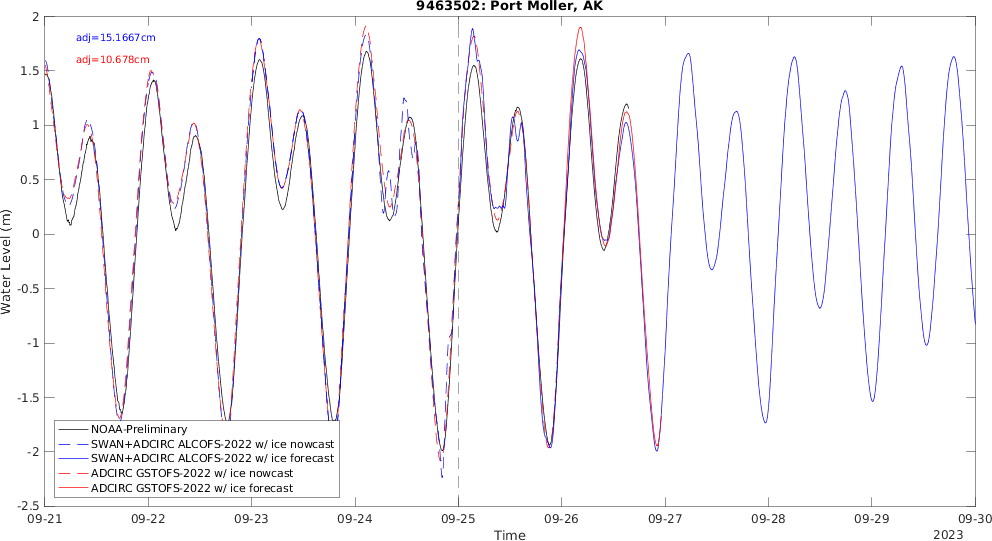 9463502: Port Moller, AK
adj=15.1667cm
adj=10.678cm
Water Level (m)
2
1.5
1
0.5
0
-0.5
-1
-1.5
-2
-2.5
NOAA-Preliminary
SWAN+ADCIRC ALCOFS-2022 w/ ice nowcast
SWAN+ADCIRC ALCOFS-2022 w/ ice forecast
ADCIRC GSTOFS-2022 w/ ice nowcast
ADCIRC GSTOFS-2022 w/ ice forecast
09-21 09-22 09-23 09-24 09-25 09-26 09-27 09-28 09-29 09-30
Time
2023